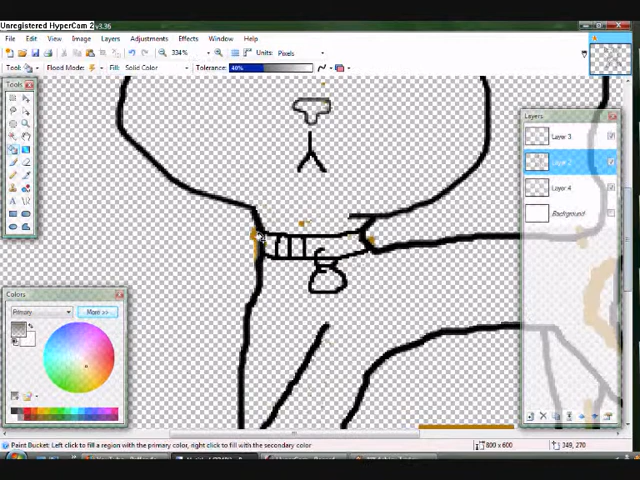 Unregistered HyperCam 2 v3.36
File Edit View Image Layers Adjustments Effects Window Help
334% Units: Pixels
Tool: Flood Mode: Fill: Solid Color Tolerance: 40%
Tools
Layers
Layer 3
Layer 4
Background
Colors
Primary More >>
Paint Bucket: Left click to fill a region with the primary color, right click to fill with the secondary color 800 x 600 349, 270